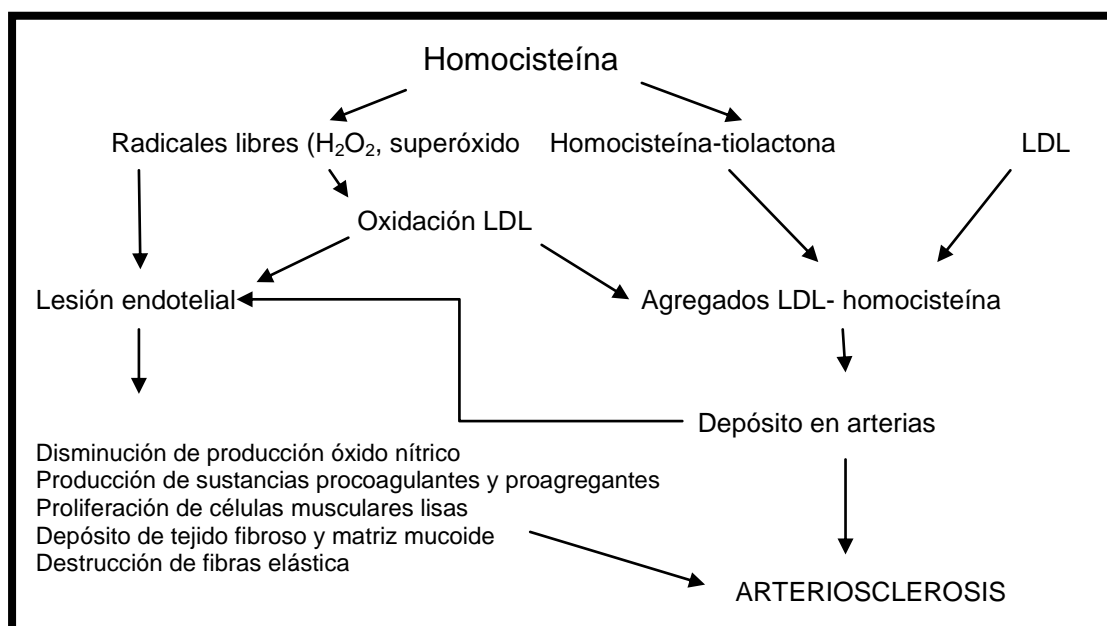 Homocisteína
Radicales libres (H₂O₂, superóxido
Homocisteína-tiolactona
LDL
Oxidación LDL
Lesión endotelial
Agregados LDL- homocisteína
Depósito en arterias
Disminución de producción óxido nítrico
Producción de sustancias procoagulantes y proagregantes
Proliferación de células musculares lisas
Depósito de tejido fibroso y matriz mucoide
Destrucción de fibras elástica
ARTERIOSCLEROSIS